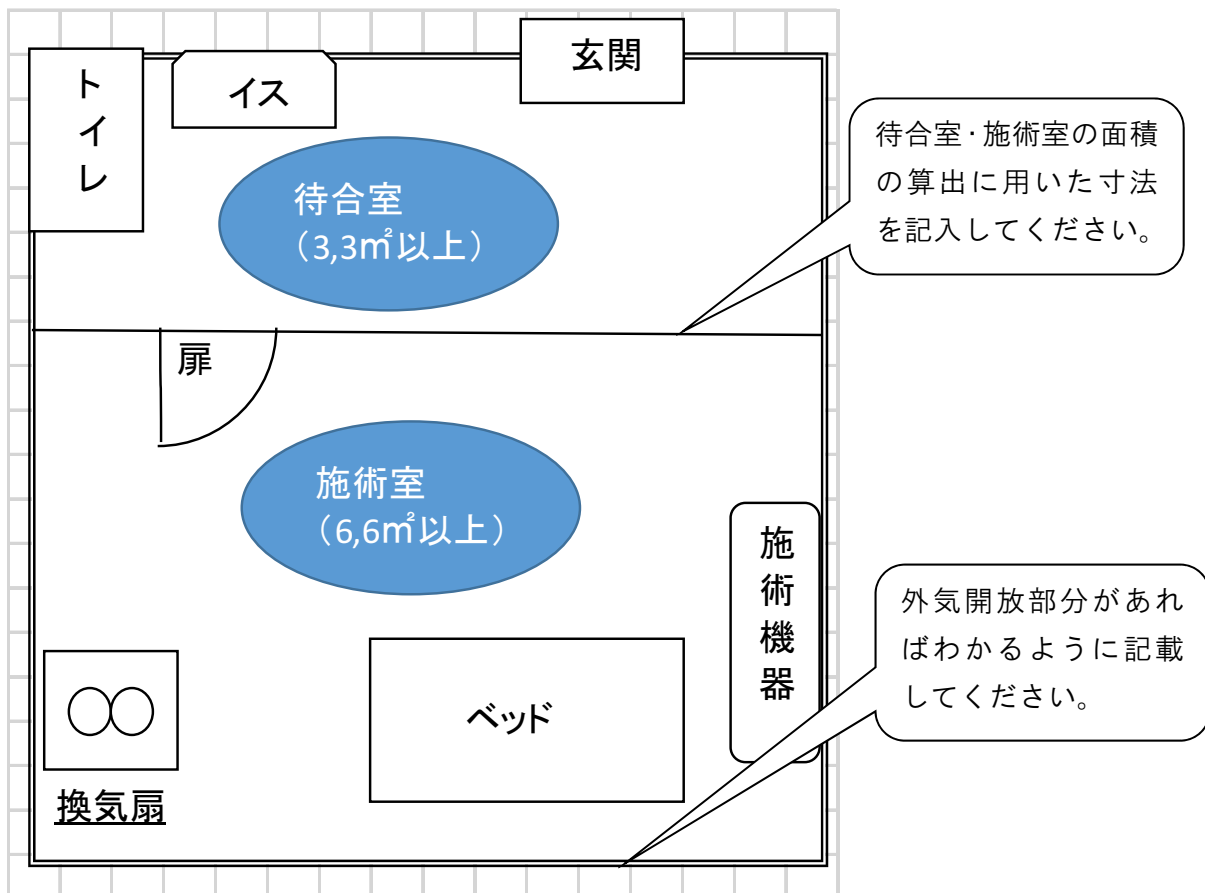 玄関
トイレ
イス
待合室・施術室の面積
の算出に用いた寸法
を記入してください。
待合室
（3,3㎡以上）
扉
施術室
（6,6㎡以上）
施術機器
外気開放部分があれ
ばわかるように記載
してください。
ベッド
換気扇